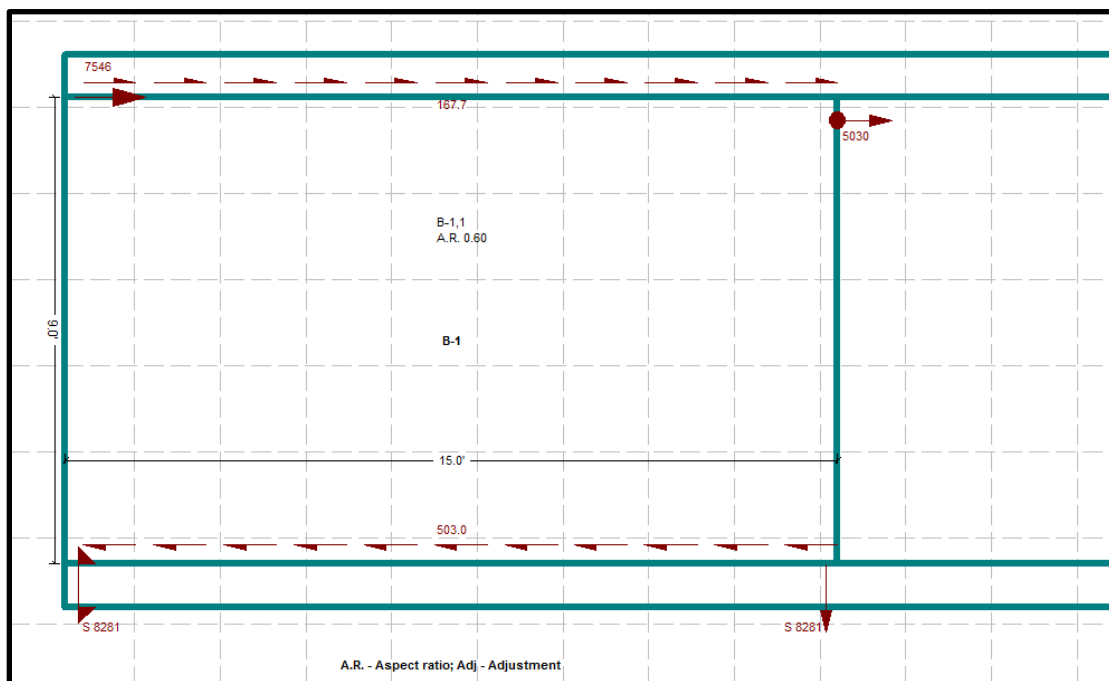 7546
167.7
5030
B-1,1
A.R. 0.60
9.0'
B-1
15.0'
503.0
S 8281
S 8281
A.R. - Aspect ratio; Adj - Adjustment